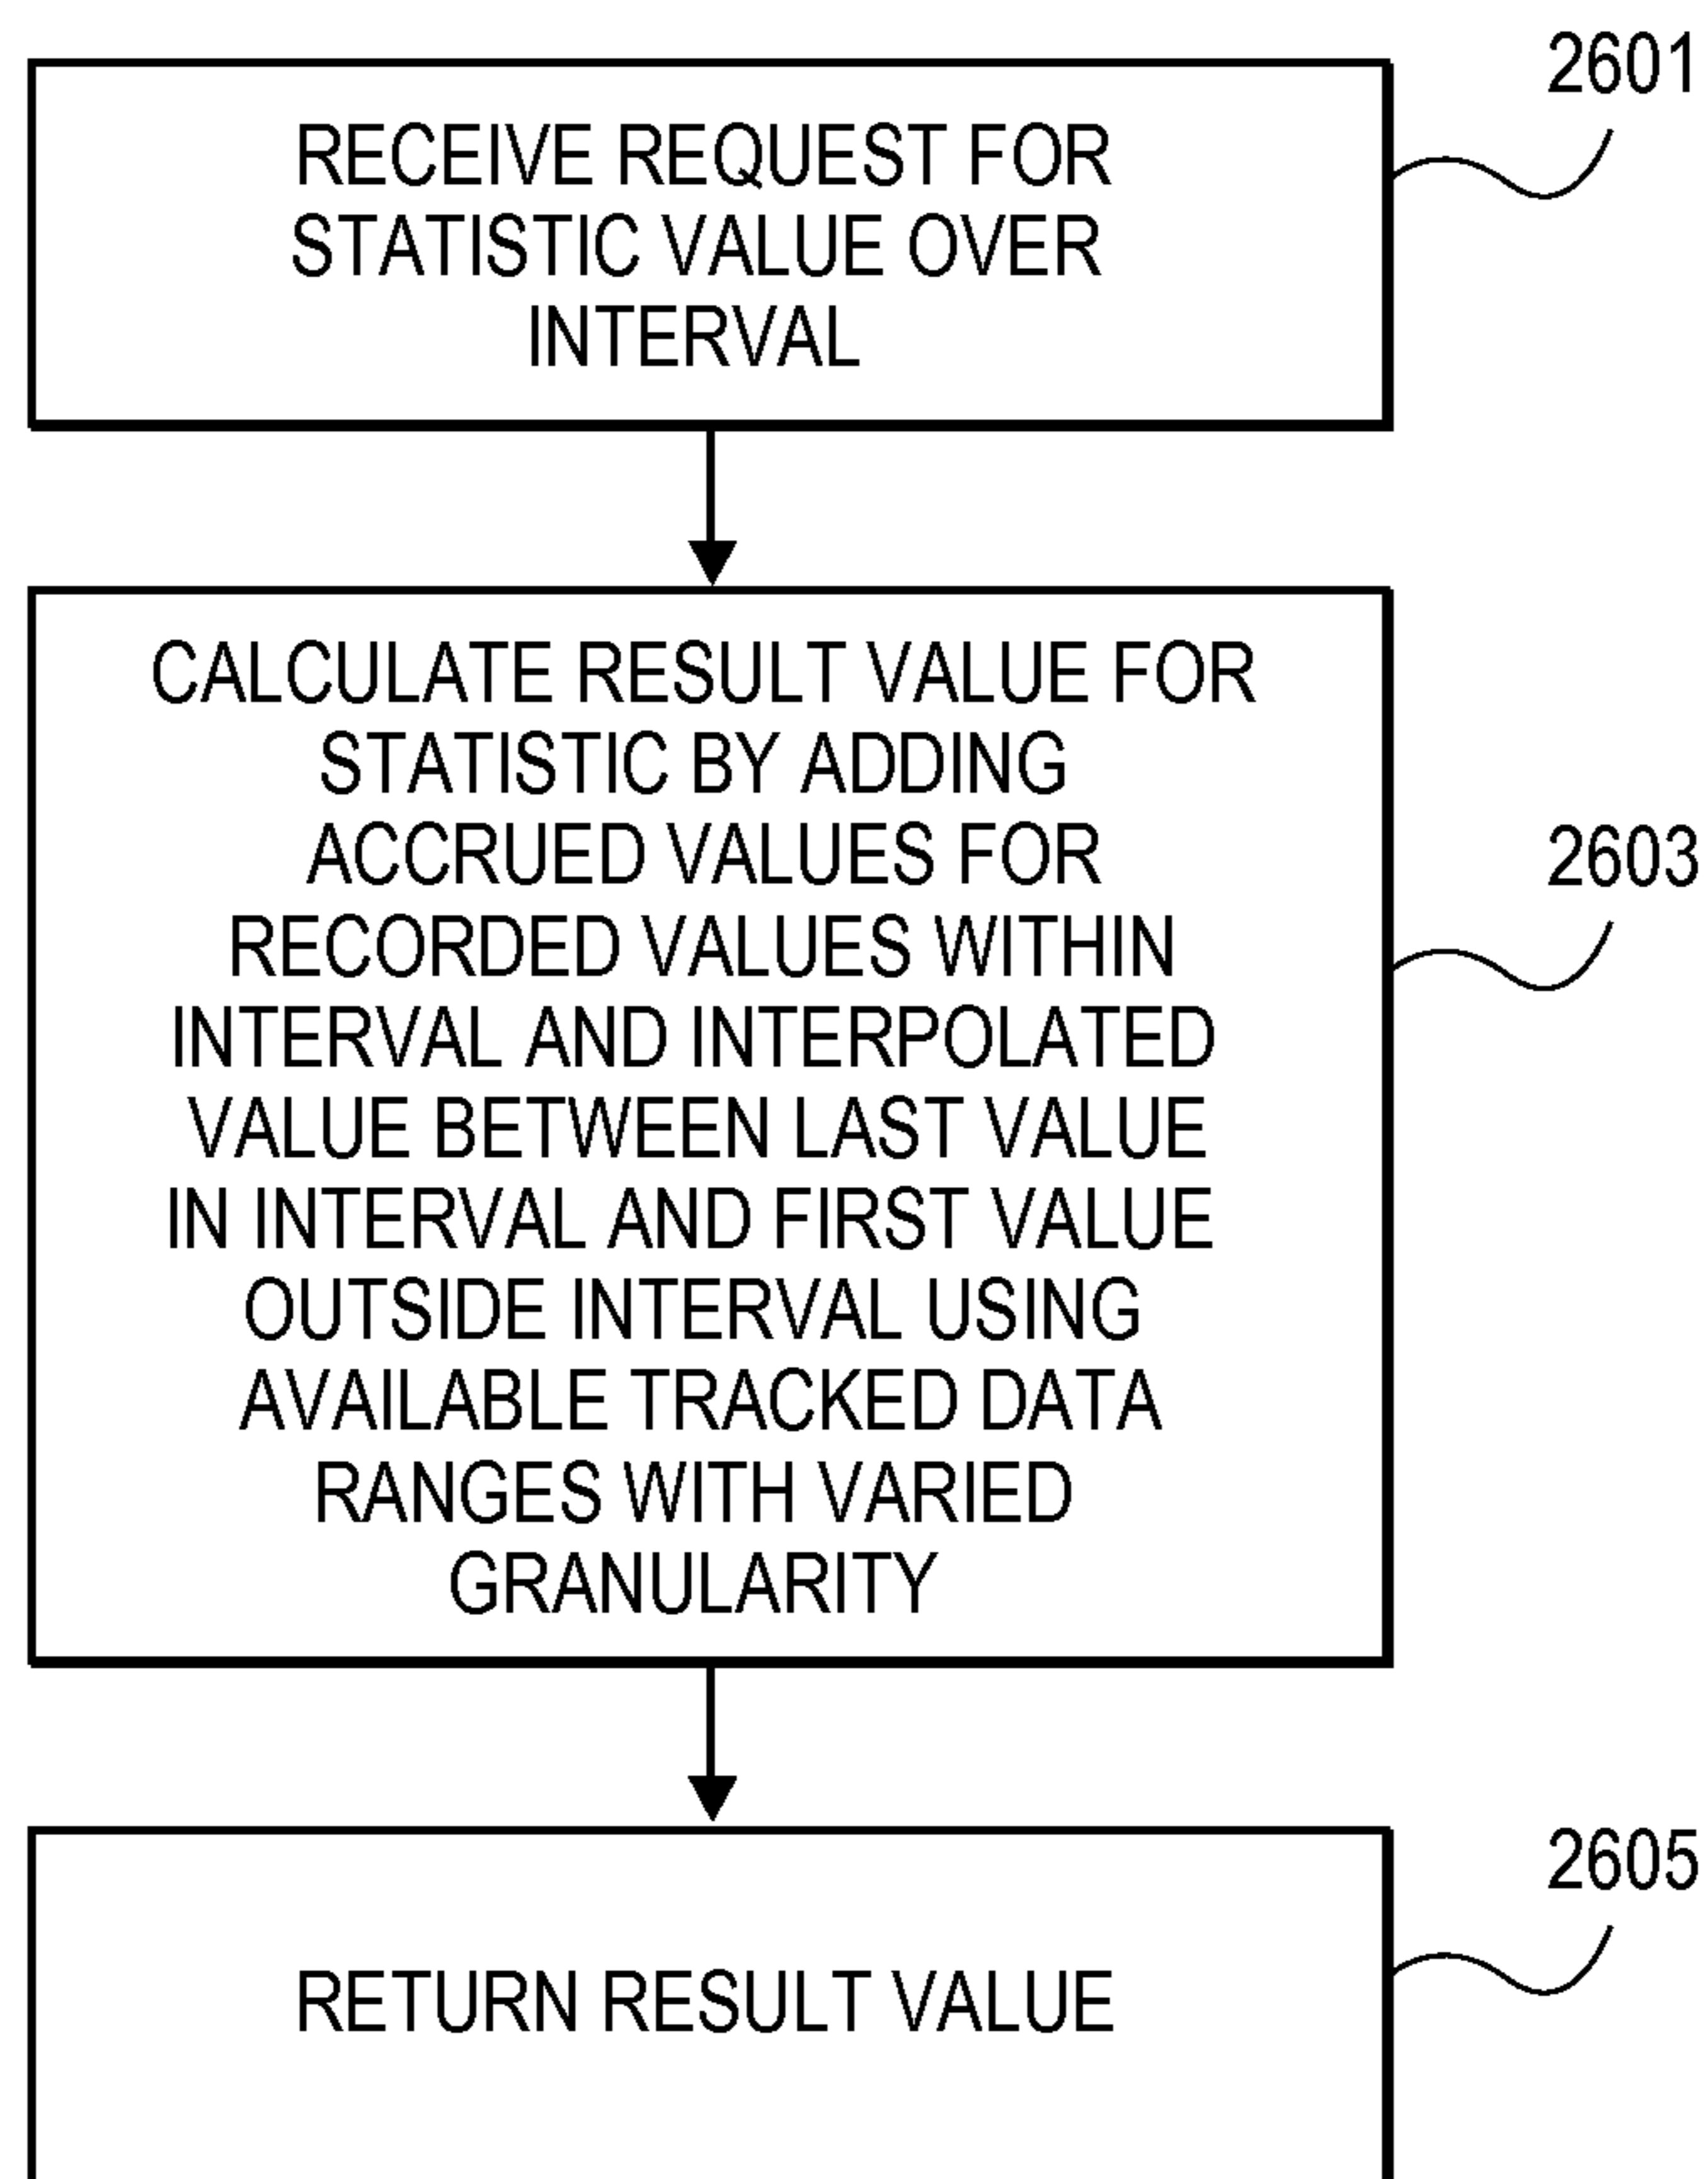 2601
RECEIVE REQUEST FOR
STATISTIC VALUE OVER
INTERVAL
CALCULATE RESULT VALUE FOR
STATISTIC BY ADDING
ACCRUED VALUES FOR
2603
RECORDED VALUES WITHIN
INTERVAL AND INTERPOLATED
VALUE BETWEEN LAST VALUE
IN INTERVAL AND FIRST VALUE
OUTSIDE INTERVAL USING
AVAILABLE TRACKED DATA
RANGES WITH VARIED
GRANULARITY
2605
RETURN RESULT VALUE